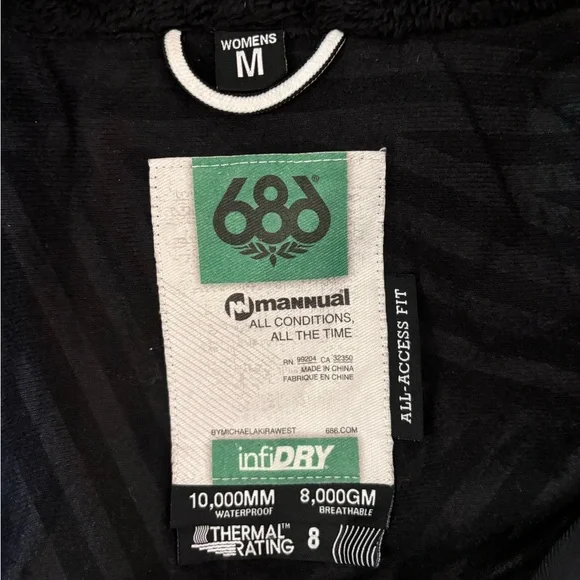 WOMENS
M
686®
M mannual
ALL CONDITIONS,
ALL THE TIME
RN 99204 CA 32350
MADE IN CHINA
FABRIQUE EN CHINE
BYMICHAELAKIRAWEST 686.COM
infiDRY
10,000MM 8,000GM
WATERPROOF BREATHABLE
THERMAL™
RATING 8
ALL-ACCESS FIT